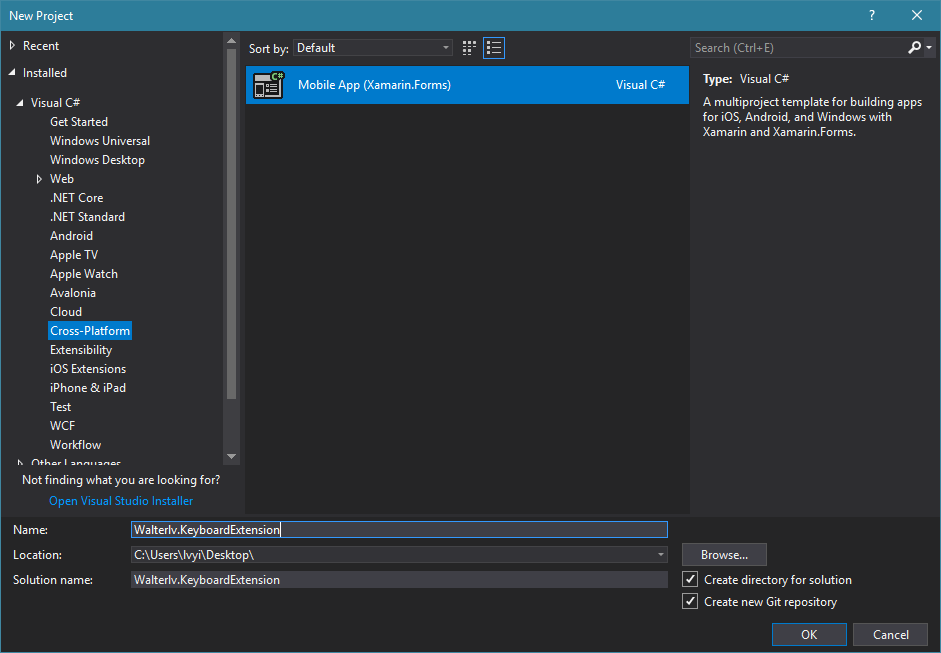 New Project
?
Recent
Installed
Visual C#
Get Started
Windows Universal
Windows Desktop
Web
.NET Core
.NET Standard
Android
Apple TV
Apple Watch
Avalonia
Cloud
Cross-Platform
Extensibility
iOS Extensions
iPhone & iPad
Test
WCF
Workflow
Other Languages
Not finding what you are looking for?
Open Visual Studio Installer
Sort by: Default
C#
Mobile App (Xamarin.Forms) Visual C#
Search (Ctrl+E)
Type: Visual C#
A multiproject template for building apps
for iOS, Android, and Windows with
Xamarin and Xamarin.Forms.
Name: Walterlv.KeyboardExtension
Location: C:\Users\lvyi\Desktop\
Browse...
Solution name: Walterlv.KeyboardExtension
Create directory for solution
Create new Git repository
OK Cancel